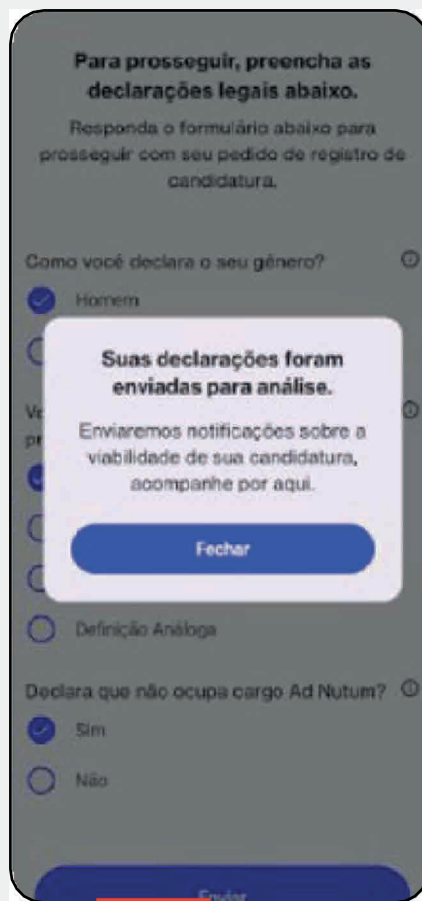 Para prosseguir, preencha as
declarações legais abaixo.
Responda o formulário abaixo para
prosseguir com seu pedido de registro de
candidatura.
Como você declara o seu gênero?
Homem
Suas declarações foram
enviadas para análise.
Enviaremos notificações sobre a
viabilidade de sua candidatura,
acompanhe por aqui.
Fechar
Definição Análoga
Declara que não ocupa cargo Ad Nutum?
Sim
Não
Enviar